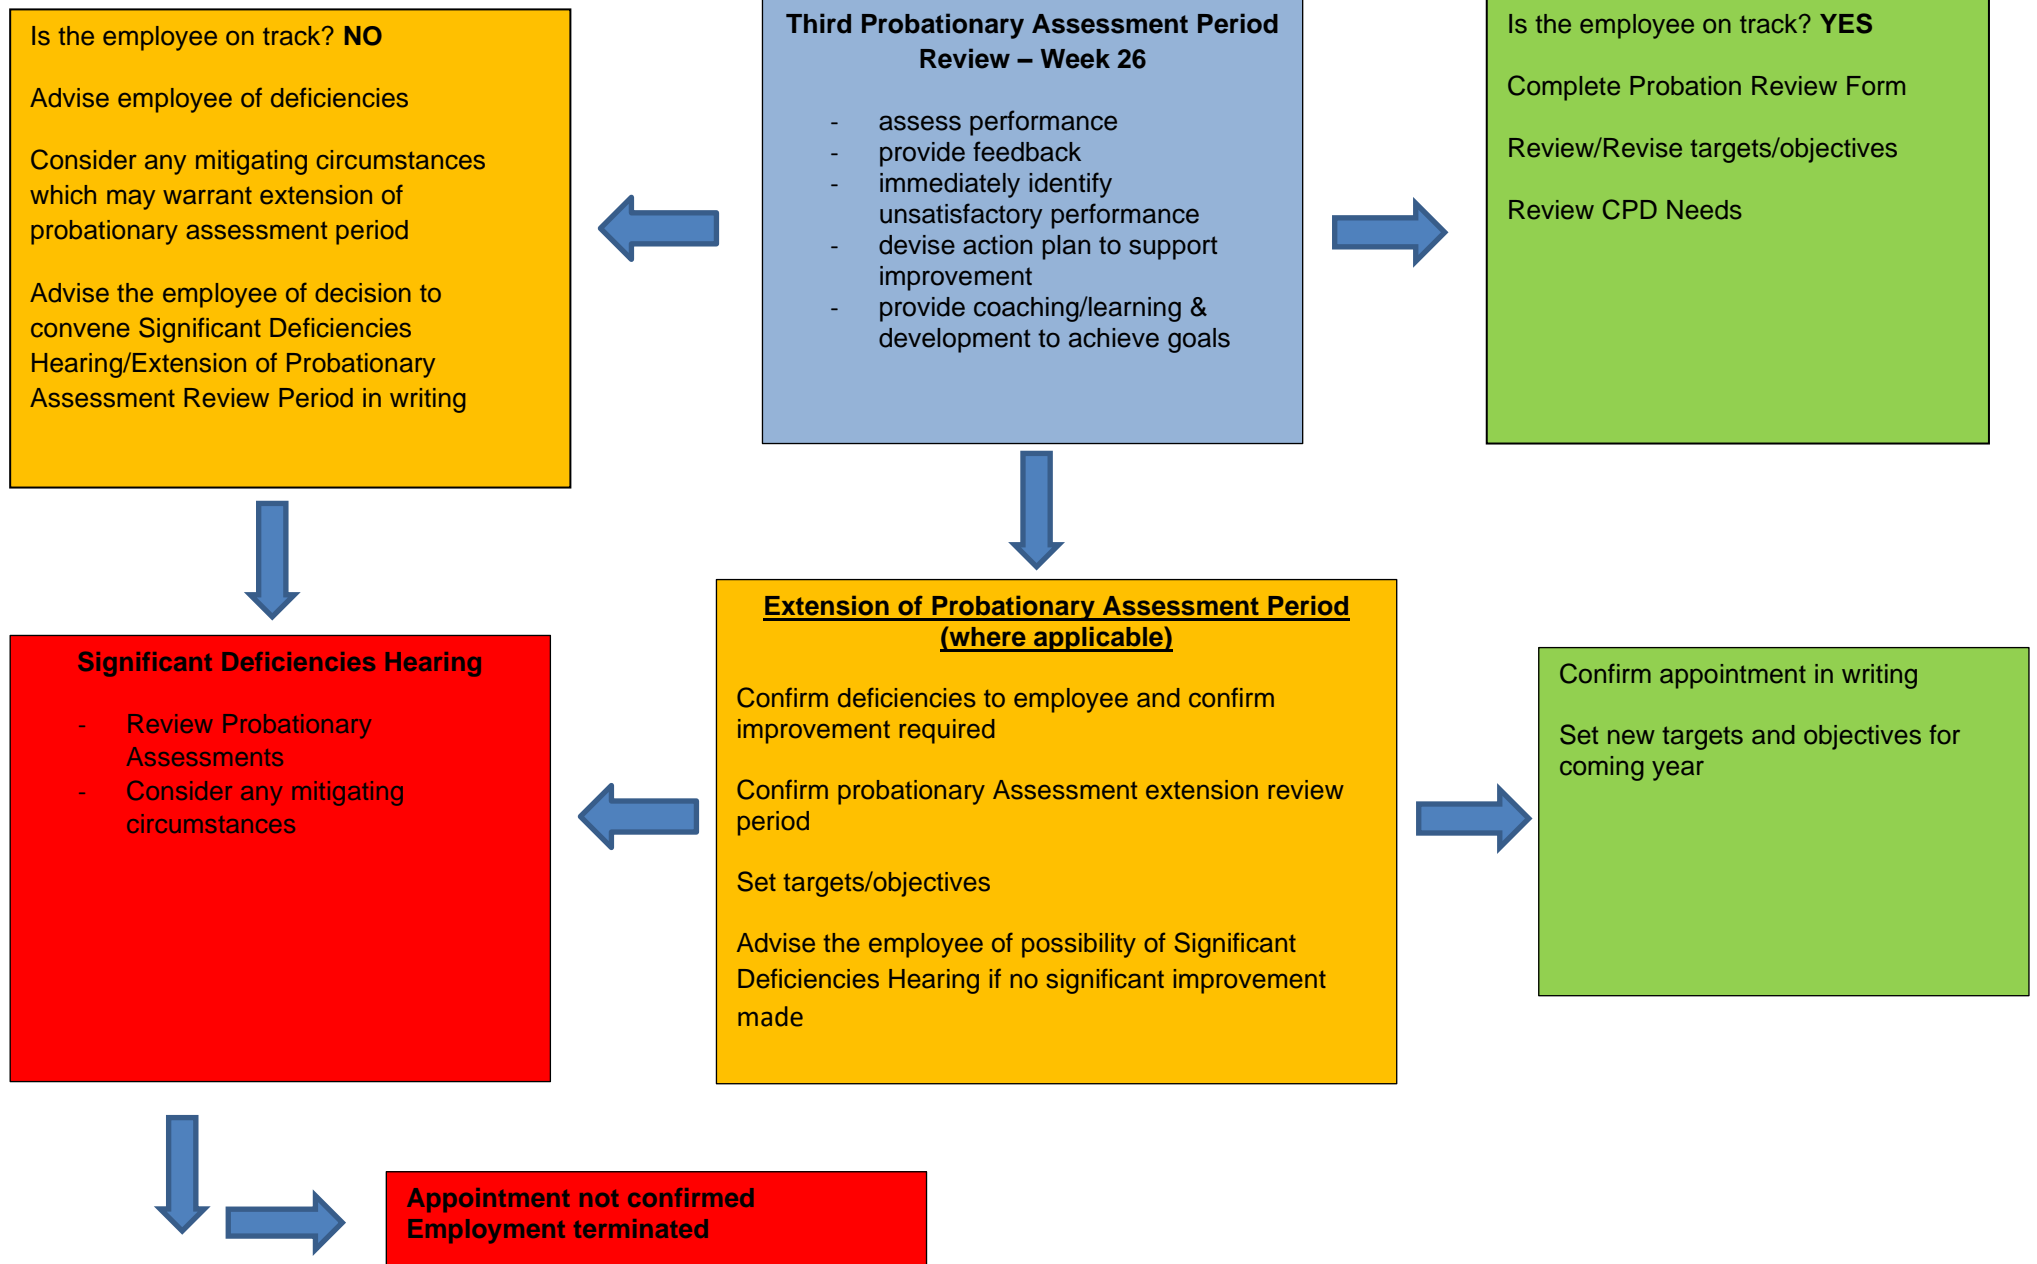 Is the employee on track? NO
Advise employee of deficiencies
Consider any mitigating circumstances
which may warrant extension of
probationary assessment period
Advise the employee of decision to
convene Significant Deficiencies
Hearing/Extension of Probationary
Assessment Review Period in writing
Third Probationary Assessment Period
Review – Week 26
- assess performance
- provide feedback
- immediately identify
unsatisfactory performance
- devise action plan to support
improvement
- provide coaching/learning &
development to achieve goals
Is the employee on track? YES
Complete Probation Review Form
Review/Revise targets/objectives
Review CPD Needs
Significant Deficiencies Hearing
- Review Probationary
Assessments
- Consider any mitigating
circumstances
Extension of Probationary Assessment Period
(where applicable)
Confirm deficiencies to employee and confirm
improvement required
Confirm probationary Assessment extension review
period
Set targets/objectives
Advise the employee of possibility of Significant
Deficiencies Hearing if no significant improvement
made
Confirm appointment in writing
Set new targets and objectives for
coming year
Appointment not confirmed
Employment terminated